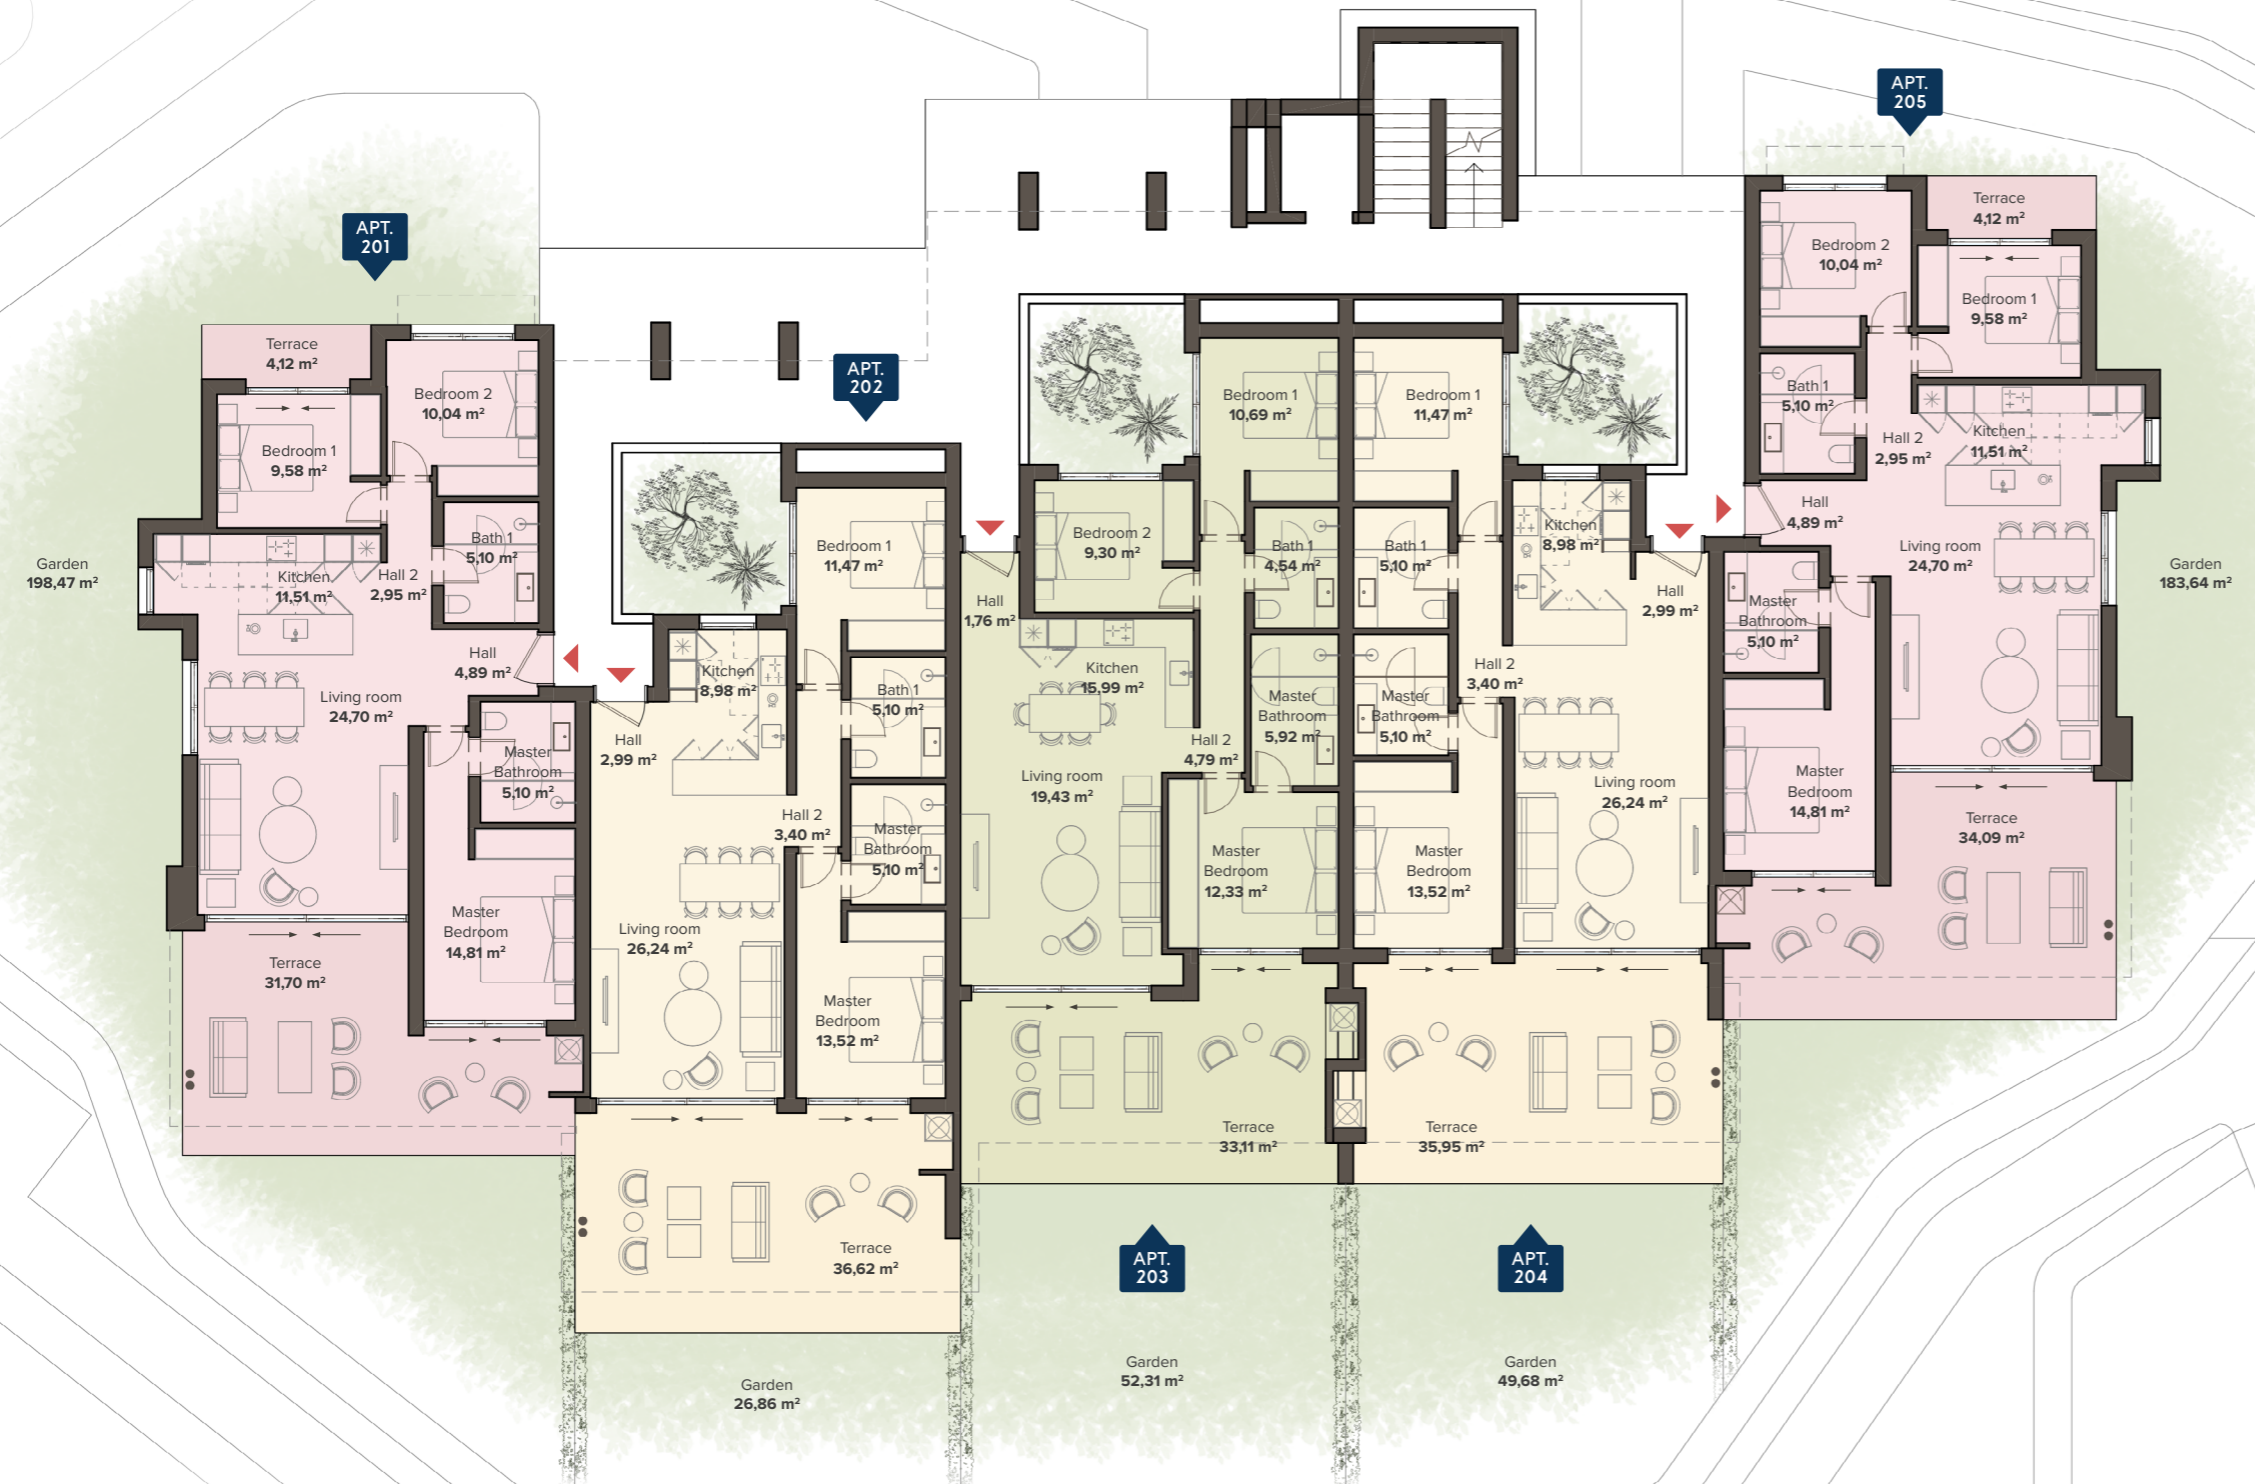 APT.
201
Terrace
4,12 m²
Bedroom 2
10,04 m²
Bedroom 1
9,58 m²
Bath 1
5,10 m²
Garden
198,47 m²
Kitchen
11,51 m²
Hall 2
2,95 m²
Hall
4,89 m²
Living room
24,70 m²
Master
Bathroom
5,10 m²
Master
Bedroom
14,81 m²
Terrace
31,70 m²
APT.
202
Bedroom 1
11,47 m²
Kitchen
8,98 m²
Bath 1
5,10 m²
Hall
2,99 m²
Hall 2
3,40 m²
Master
Bathroom
5,10 m²
Living room
26,24 m²
Master
Bedroom
13,52 m²
Terrace
36,62 m²
Garden
26,86 m²
Bedroom 1
10,69 m²
Bedroom 2
9,30 m²
Bath 1
4,54 m²
Hall
1,76 m²
Kitchen
15,99 m²
Master
Bathroom
5,92 m²
Hall 2
4,79 m²
Living room
19,43 m²
Master
Bedroom
12,33 m²
Terrace
33,11 m²
APT.
203
Garden
52,31 m²
Bedroom 1
11,47 m²
Kitchen
8,98 m²
Bath 1
5,10 m²
Hall
2,99 m²
Hall 2
3,40 m²
Master
Bathroom
5,10 m²
Living room
26,24 m²
Master
Bedroom
13,52 m²
Terrace
35,95 m²
APT.
204
Garden
49,68 m²
APT.
205
Terrace
4,12 m²
Bedroom 2
10,04 m²
Bedroom 1
9,58 m²
Bath 1
5,10 m²
Kitchen
11,51 m²
Hall 2
2,95 m²
Hall
4,89 m²
Living room
24,70 m²
Garden
183,64 m²
Master
Bathroom
5,10 m²
Master
Bedroom
14,81 m²
Terrace
34,09 m²